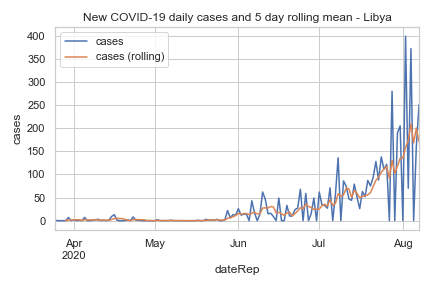 New COVID-19 daily cases and 5 day rolling mean - Libya
cases
cases (rolling)
400
350
300
250
200
150
100
50
0
cases
Apr
2020
May
Jun
Jul
Aug
dateRep